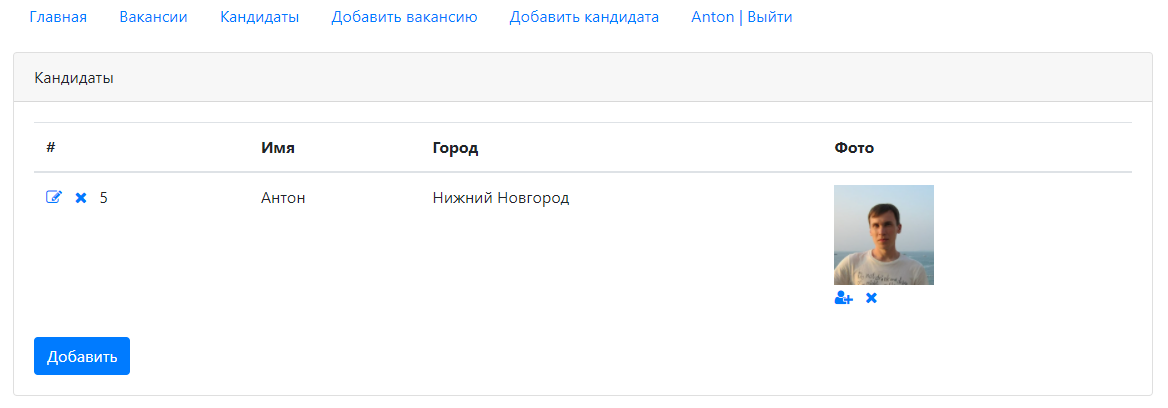 Главная Вакансии Кандидаты Добавить вакансию Добавить кандидата Anton | Выйти
Кандидаты
# Имя Город Фото
5 Антон Нижний Новгород
Добавить